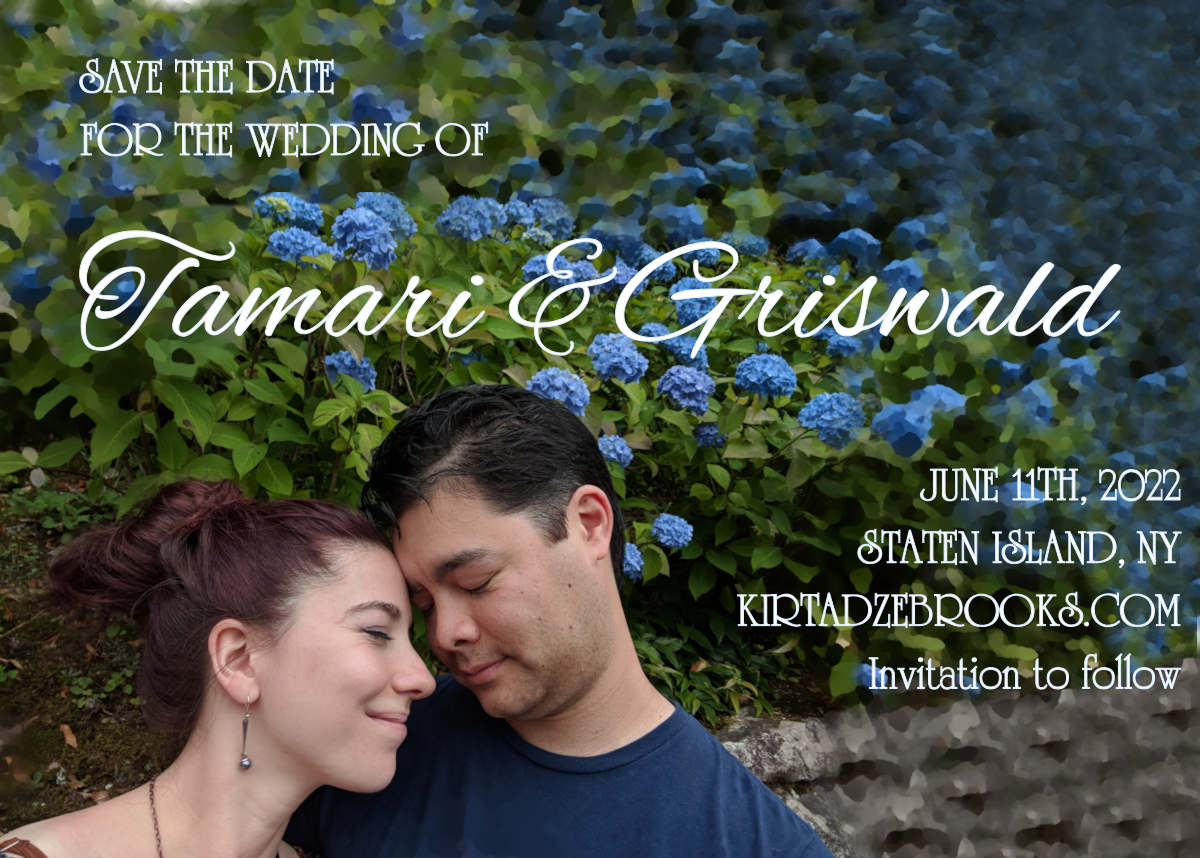 SAVE THE DATE
FOR THE WEDDING OF
Tamari & Griswald
JUNE 11TH, 2022
STATEN ISLAND, NY
KIRTADZEBROOKS.COM
Invitation to follow